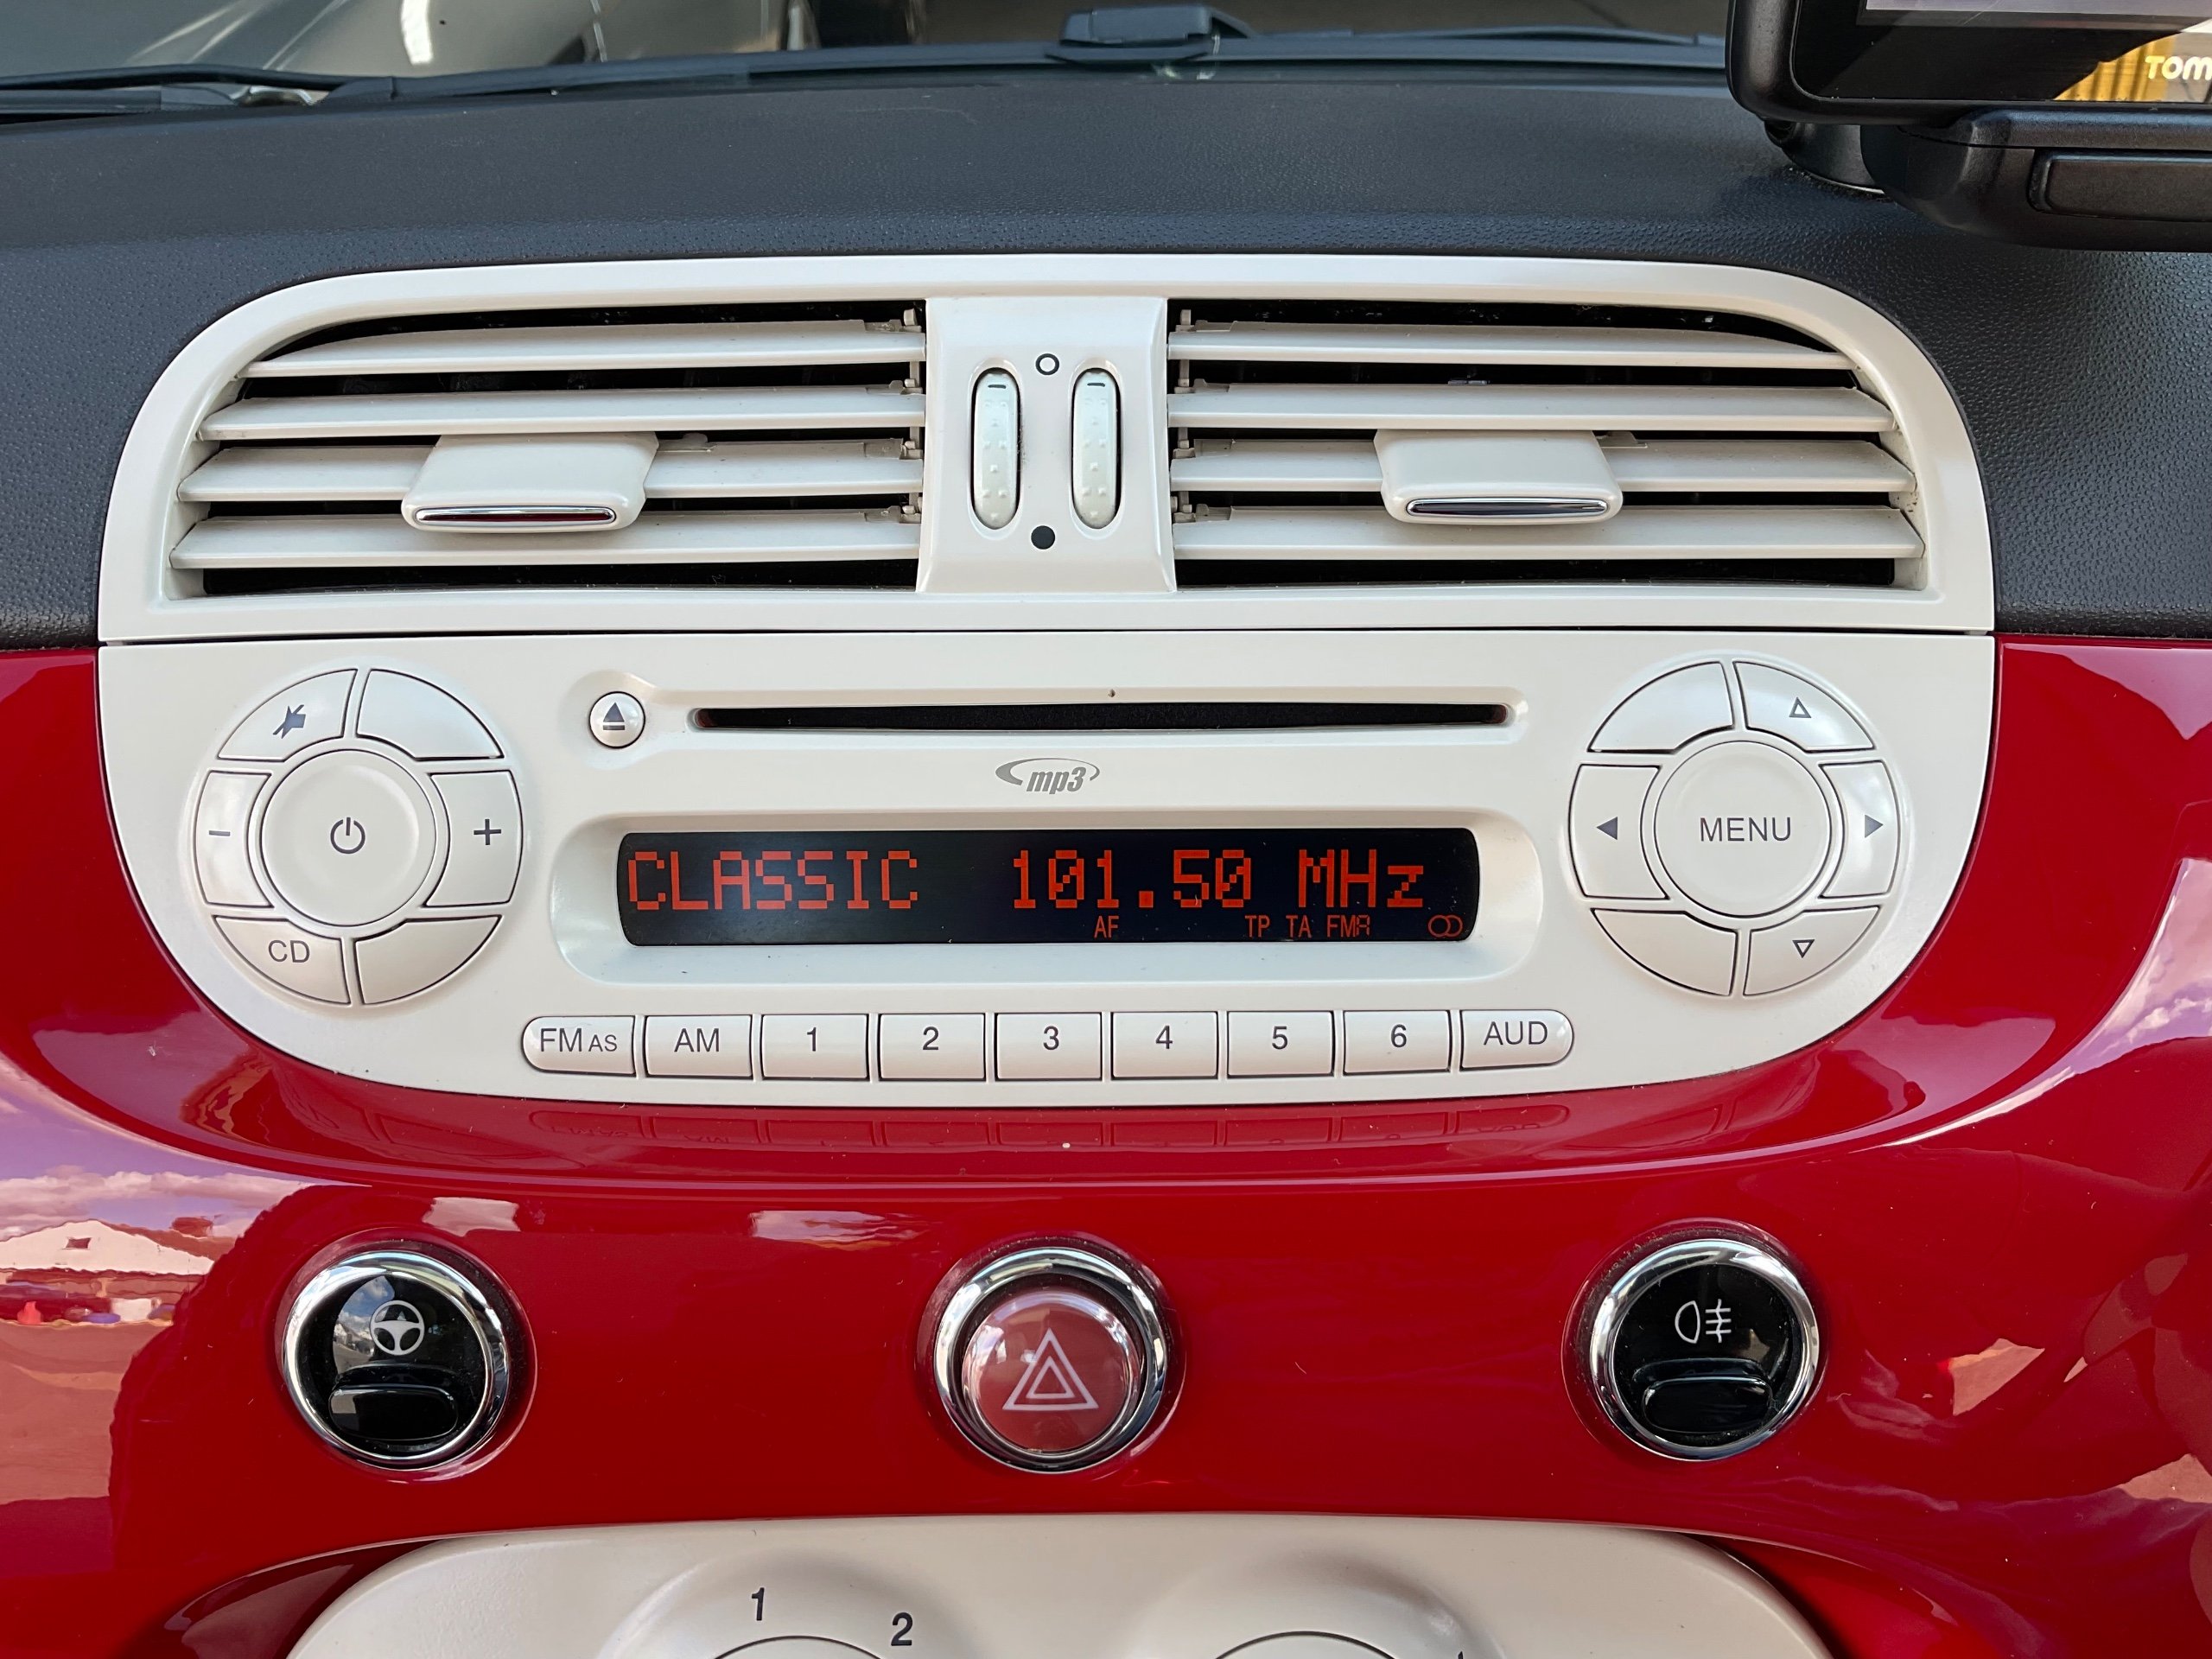 TOM
mp3
CLASSIC 101.50 MHz
AF TP TA FMA
MENU
CD
FM AS AM 1 2 3 4 5 6 AUD
1 2